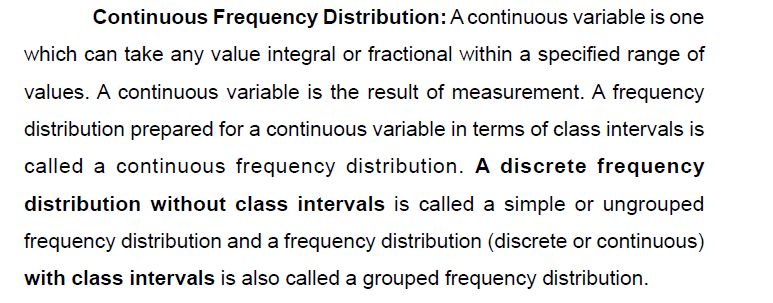 Continuous Frequency Distribution: A continuous variable is one
which can take any value integral or fractional within a specified range of
values. A continuous variable is the result of measurement. A frequency
distribution prepared for a continuous variable in terms of class intervals is
called a continuous frequency distribution. A discrete frequency
distribution without class intervals is called a simple or ungrouped
frequency distribution and a frequency distribution (discrete or continuous)
with class intervals is also called a grouped frequency distribution.